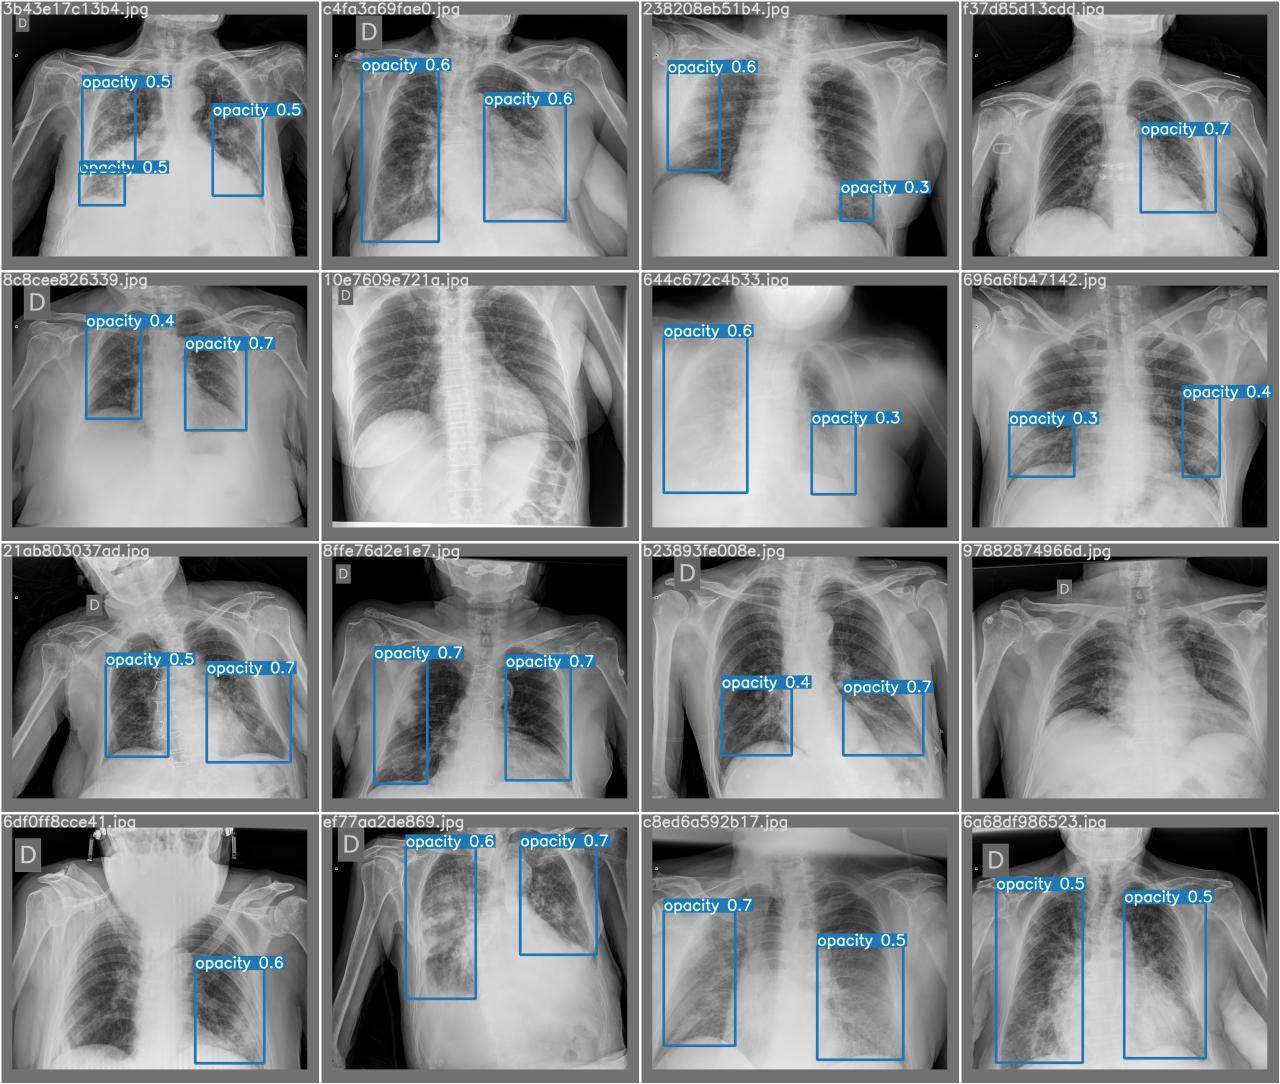 3b43e17c13b4.jpg
D
opacity 0.5
opacity 0.5
opacity 0.5
c4fa3a69fae0.jpg
D
opacity 0.6
opacity 0.6
238208eb51b4.jpg
opacity 0.6
opacity 0.3
f37d85d13cdd.jpg
opacity 0.7
8c8cee826339.jpg
D
opacity 0.4
opacity 0.7
10e7609e721a.jpg
D
644c672c4b33.jpg
opacity 0.6
opacity 0.3
696a6fb47142.jpg
opacity 0.4
opacity 0.3
21ab803037ad.jpg
D
opacity 0.5
opacity 0.7
8ffe76d2e1e7.jpg
D
opacity 0.7
opacity 0.7
b23893fe008e.jpg
D
opacity 0.4
opacity 0.7
97882874966d.jpg
D
6df0ff8cce41.jpg
D
opacity 0.6
ef77aa2de869.jpg
D
opacity 0.6
opacity 0.7
c8ed6a592b17.jpg
opacity 0.7
opacity 0.5
6a68df986523.jpg
D
opacity 0.5
opacity 0.5